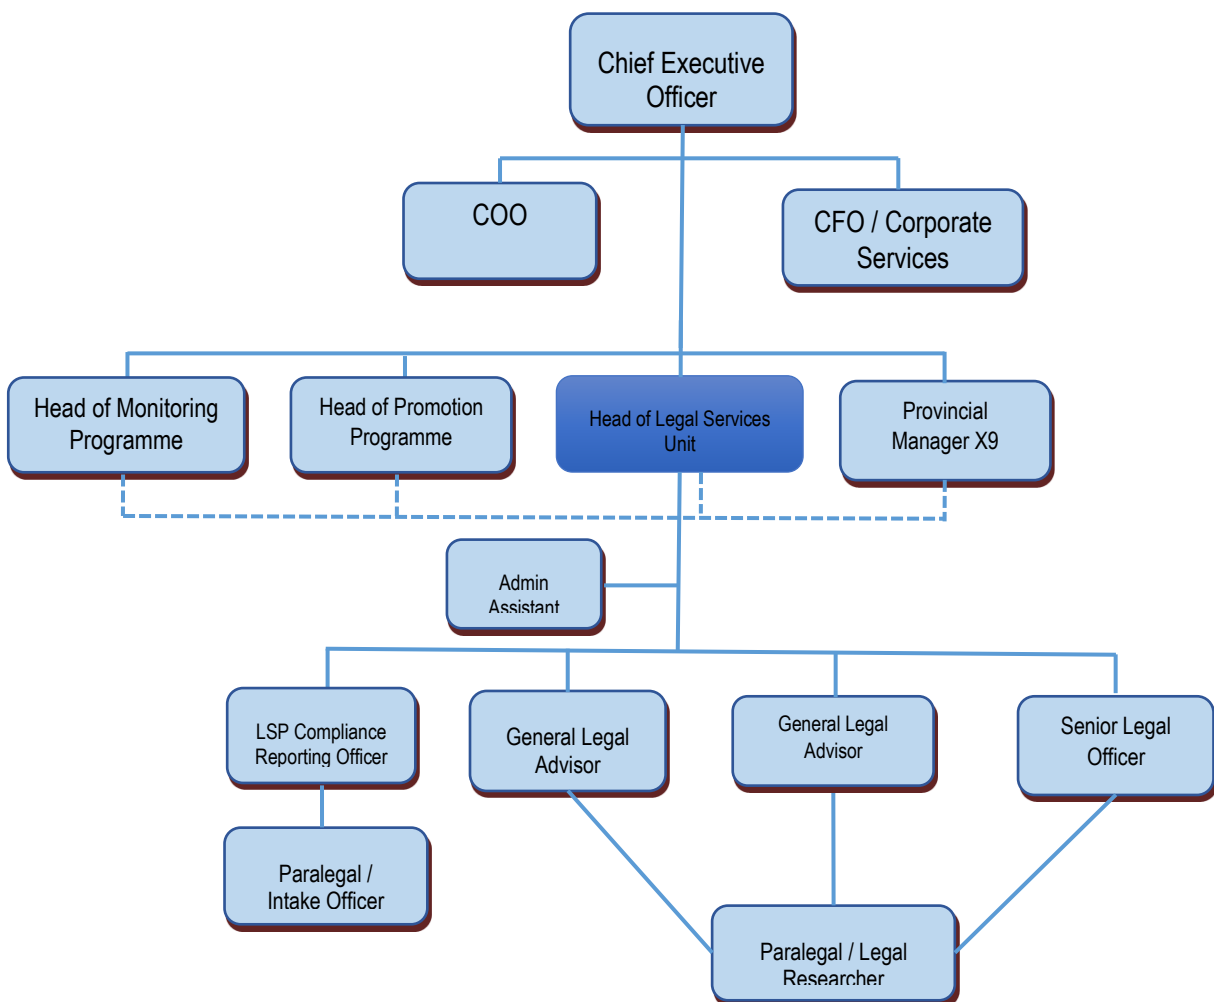 Chief Executive
Officer
COO
CFO / Corporate
Services
Head of Monitoring
Programme
Head of Promotion
Programme
Head of Legal Services
Unit
Provincial
Manager X9
Admin
Assistant
LSP Compliance
Reporting Officer
General Legal
Advisor
General Legal
Advisor
Senior Legal
Officer
Paralegal /
Intake Officer
Paralegal / Legal
Researcher